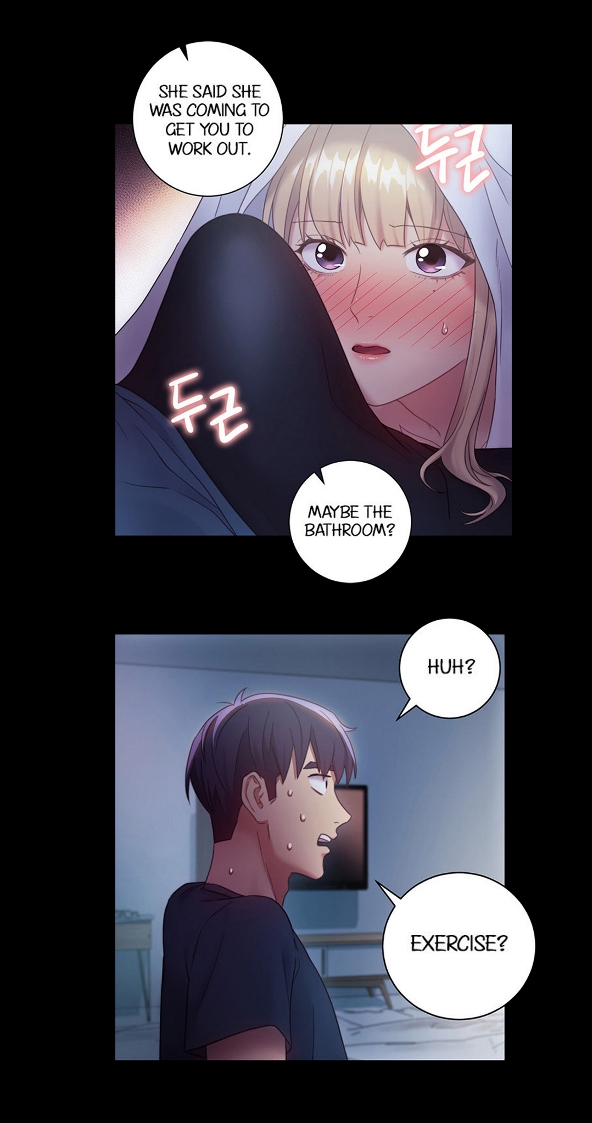 SHE SAID SHE
WAS COMING TO
GET YOU TO
WORK OUT.
두근
두근
MAYBE THE
BATHROOM?
HUH?
EXERCISE?